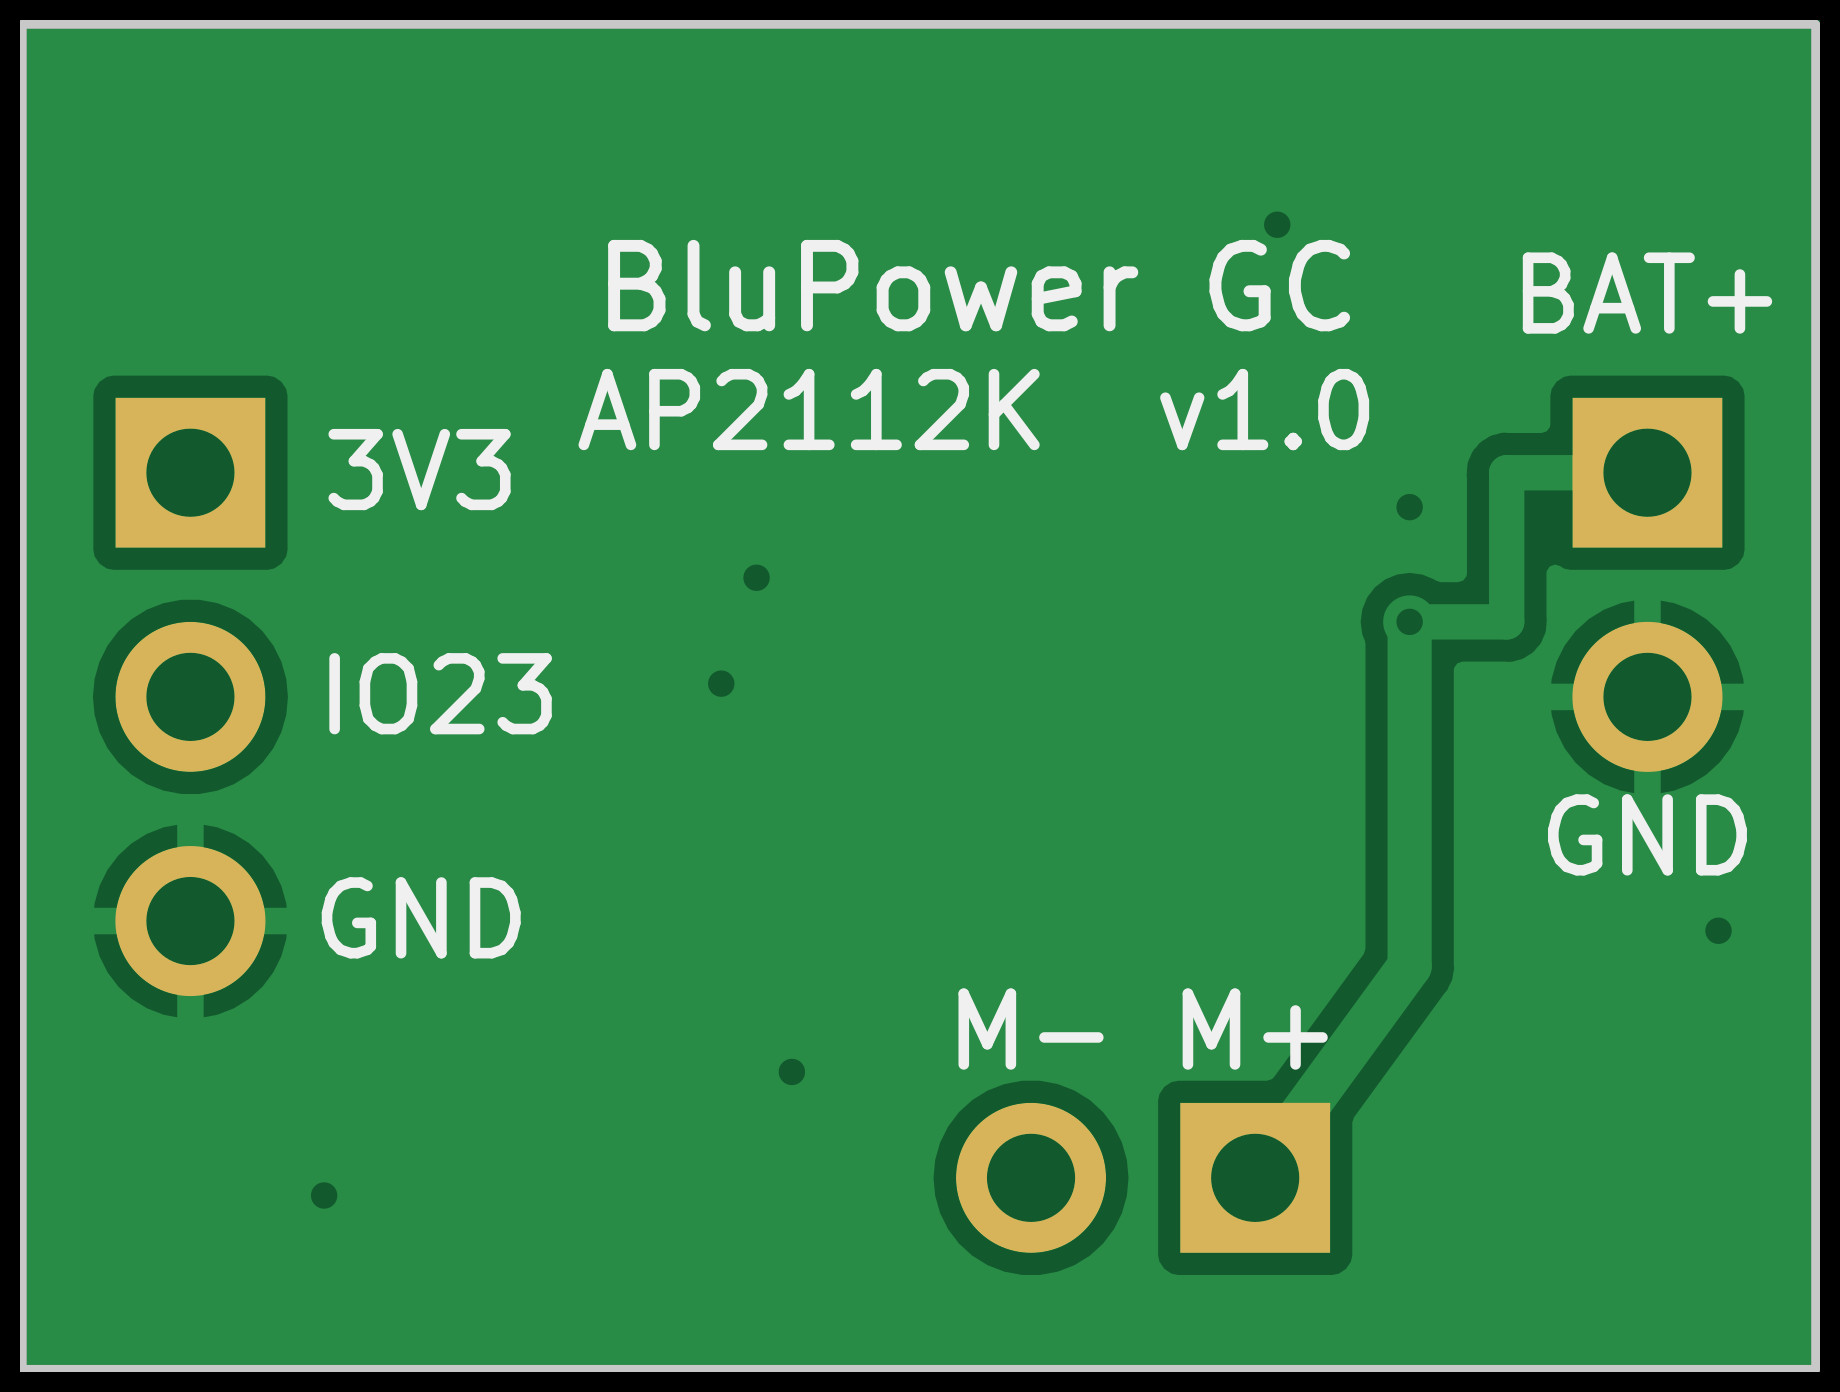 BluPower GC
AP2112K v1.0
BAT+
3V3
IO23
GND
GND
M- M+